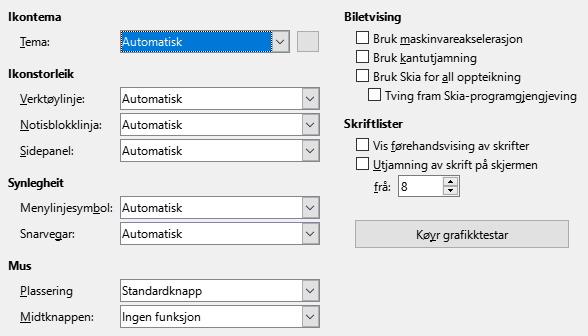 Ikontema
Tema: Automatisk
Ikonstorleik
Verktøylinje: Automatisk
Notisblokklinja: Automatisk
Sidepanel: Automatisk
Synlegheit
Menylinjesymbol: Automatisk
Snarvegar: Automatisk
Mus
Plassering Standardknapp
Midtknappen: Ingen funksjon
Biletvising
Bruk maskinvareakselerasjon
Bruk kantutjamning
Bruk Skia for all oppteikning
Tving fram Skia-programgjengjeving
Skriftlister
Vis førehandsvising av skrifter
Utjamning av skrift på skjermen
frå: 8
Køyr grafikktestar